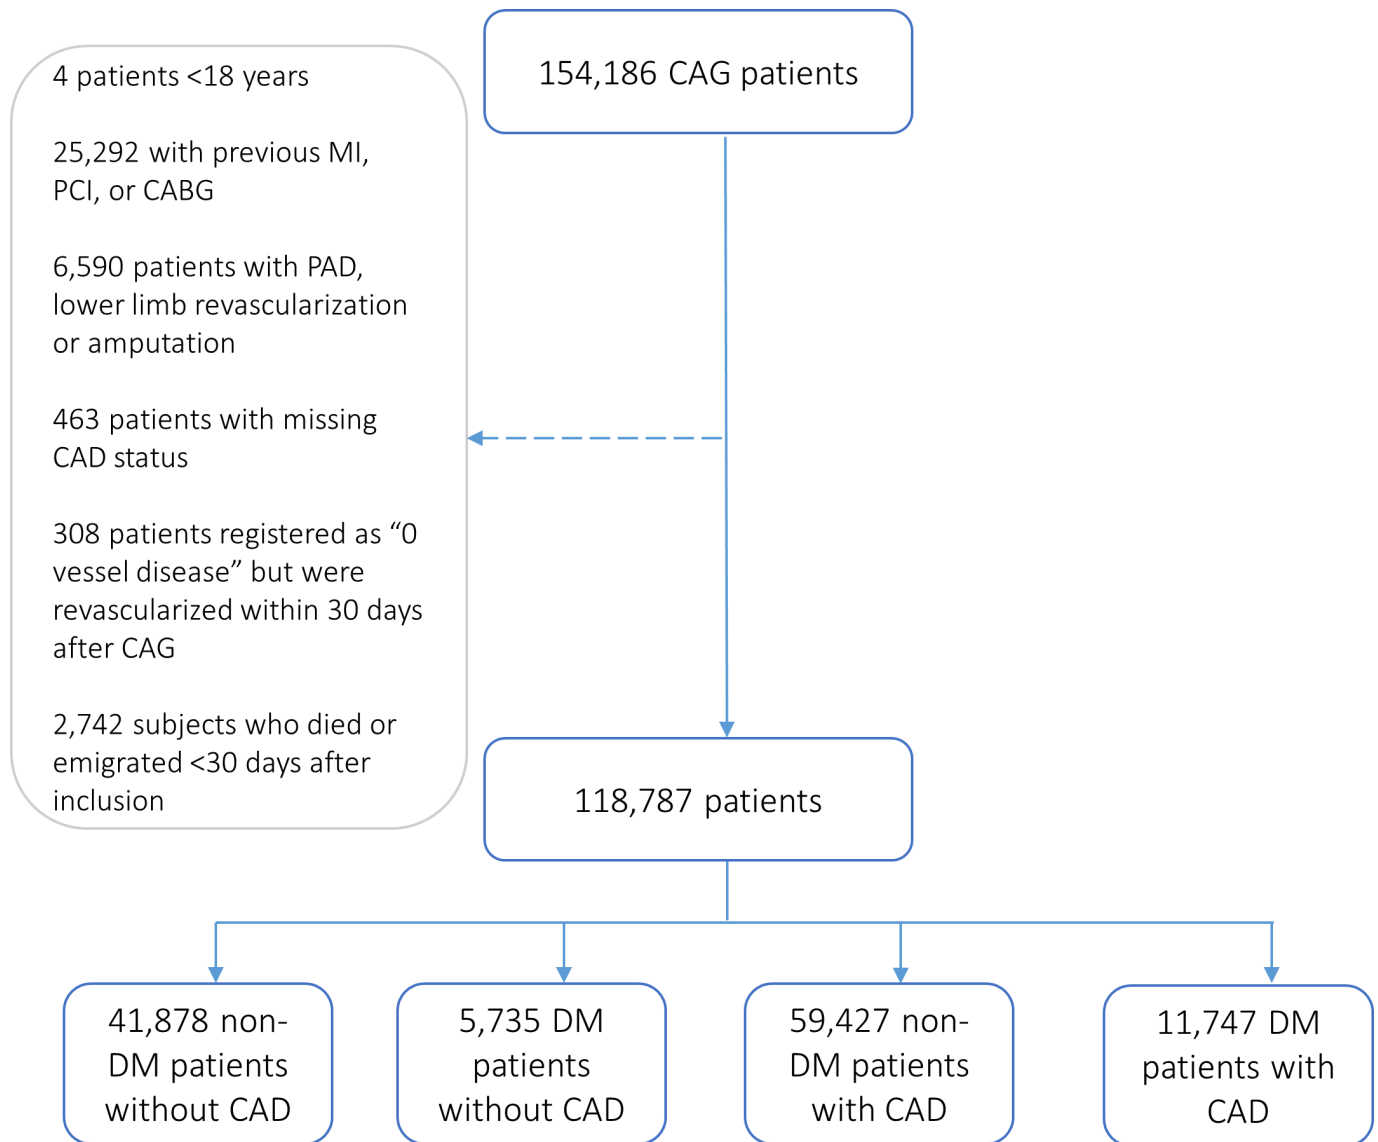 154,186 CAG patients
4 patients <18 years
25,292 with previous MI,
PCI, or CABG
6,590 patients with PAD,
lower limb revascularization
or amputation
463 patients with missing
CAD status
308 patients registered as “0
vessel disease” but were
revascularized within 30 days
after CAG
2,742 subjects who died or
emigrated <30 days after
inclusion
118,787 patients
41,878 non-
DM patients
without CAD
5,735 DM
patients
without CAD
59,427 non-
DM patients
with CAD
11,747 DM
patients with
CAD